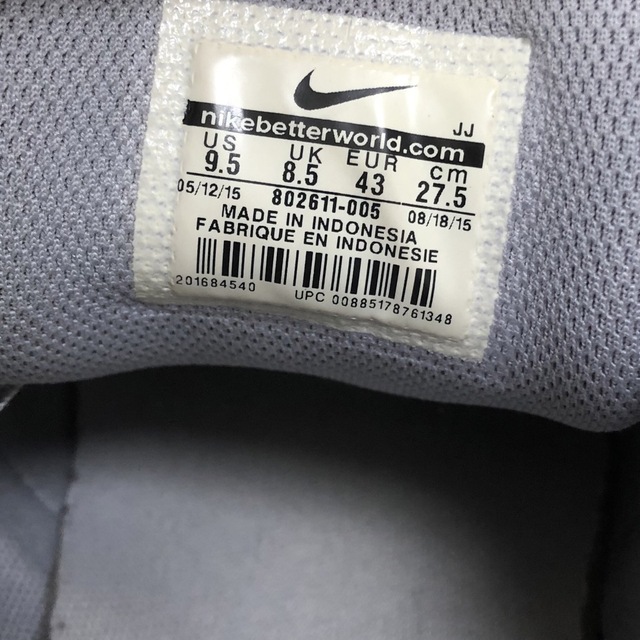 JJ
nikebetterworld.com
US UK EUR cm
9.5 8.5 43 27.5
05/12/15 802611-005 08/18/15
MADE IN INDONESIA
FABRIQUE EN INDONESIE
201684540 UPC 00885178761348